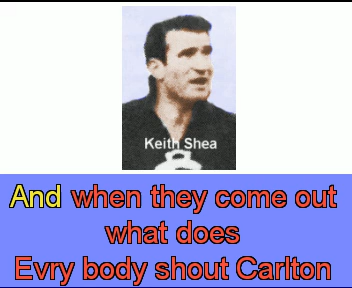 Keith Shea
And when they come out
what does
Evry body shout Carlton